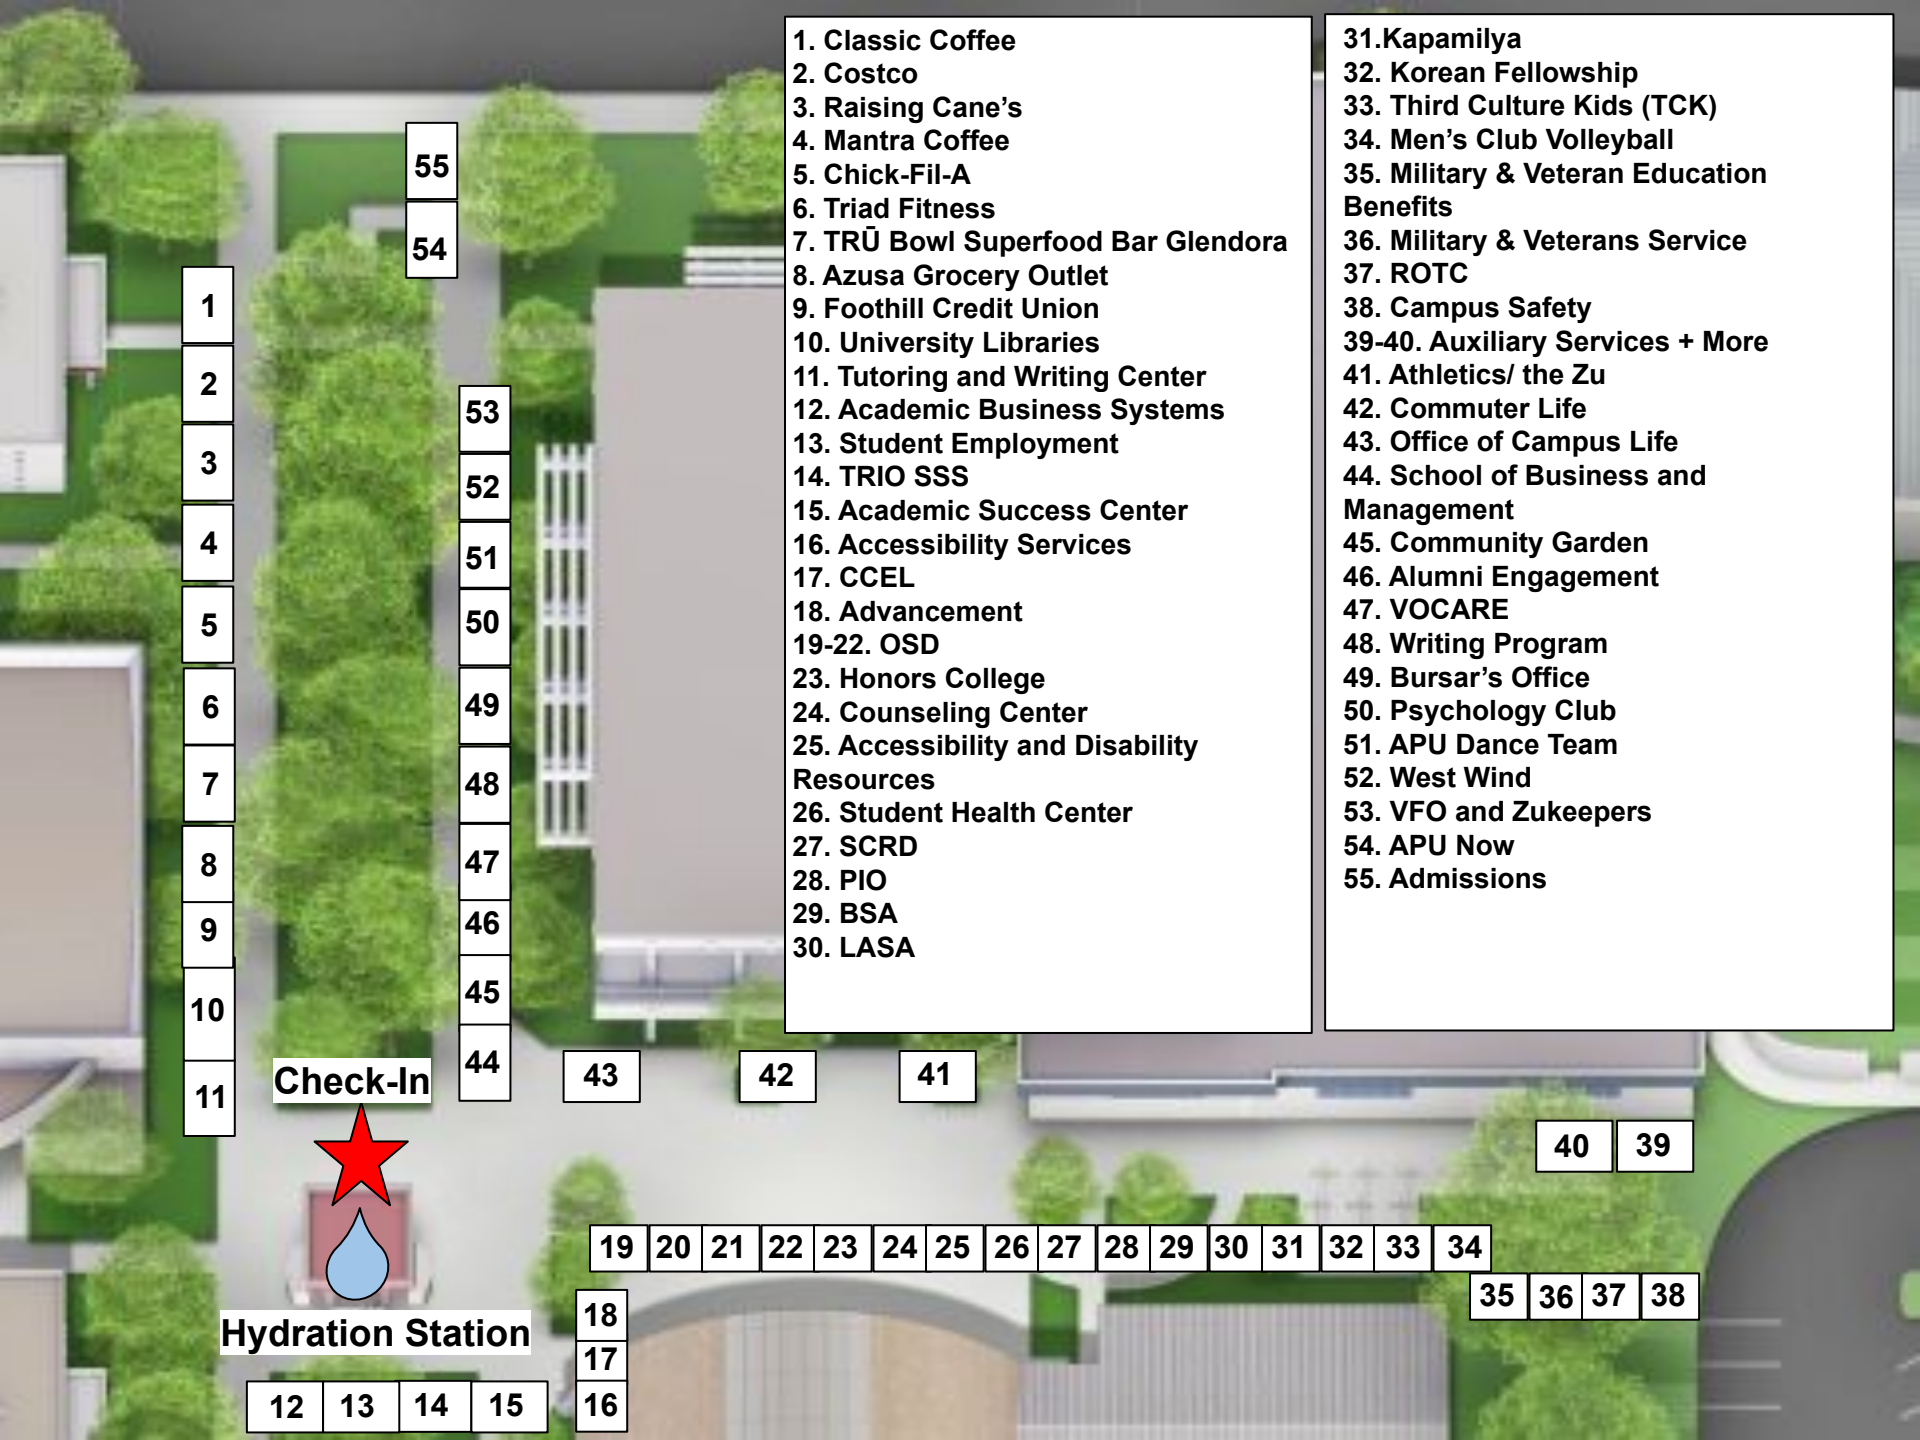 1. Classic Coffee
2. Costco
3. Raising Cane's
4. Mantra Coffee
5. Chick-Fil-A
6. Triad Fitness
7. TRŪ Bowl Superfood Bar Glendora
8. Azusa Grocery Outlet
9. Foothill Credit Union
10. University Libraries
11. Tutoring and Writing Center
12. Academic Business Systems
13. Student Employment
14. TRIO SSS
15. Academic Success Center
16. Accessibility Services
17. CCEL
18. Advancement
19-22. OSD
23. Honors College
24. Counseling Center
25. Accessibility and Disability
Resources
26. Student Health Center
27. SCRD
28. PIO
29. BSA
30. LASA
31.Kapamilya
32. Korean Fellowship
33. Third Culture Kids (TCK)
34. Men's Club Volleyball
35. Military & Veteran Education
Benefits
36. Military & Veterans Service
37. ROTC
38. Campus Safety
39-40. Auxiliary Services + More
41. Athletics/ the Zu
42. Commuter Life
43. Office of Campus Life
44. School of Business and
Management
45. Community Garden
46. Alumni Engagement
47. VOCARE
48. Writing Program
49. Bursar's Office
50. Psychology Club
51. APU Dance Team
52. West Wind
53. VFO and Zukeepers
54. APU Now
55. Admissions
55
54
1
2
3
4
5
6
7
8
9
10
11
53
52
51
50
49
48
47
46
45
44
43 42 41
Check-In
40 39
19 20 21 22 23 24 25 26 27 28 29 30 31 32 33 34
35 36 37 38
Hydration Station
18
17
16
12 13 14 15